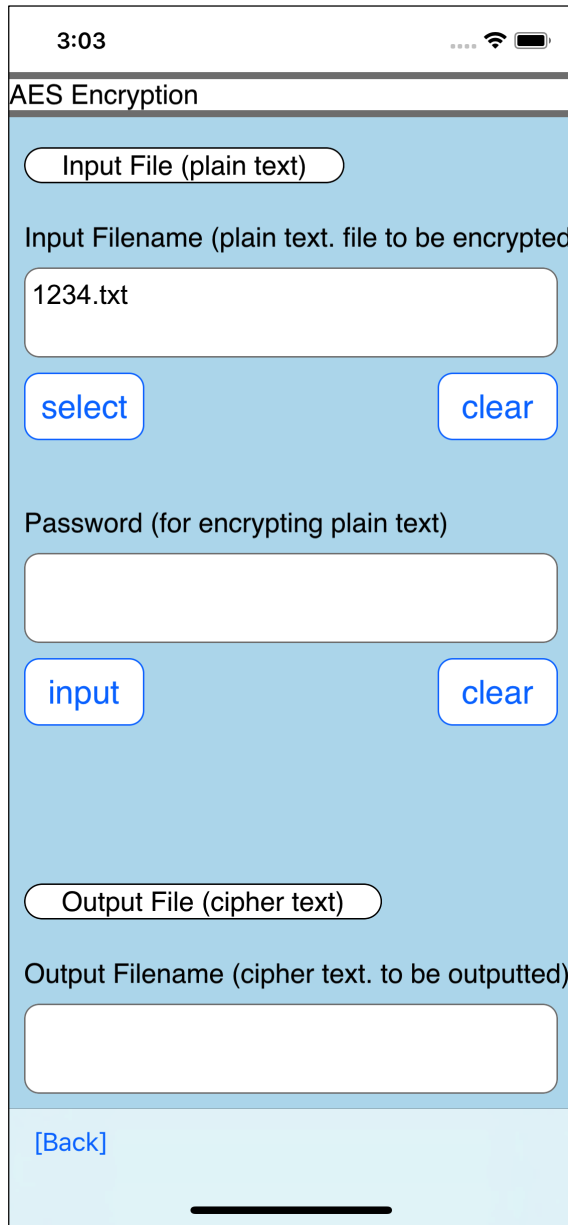 3:03
AES Encryption
Input File (plain text)
Input Filename (plain text. file to be encrypted
1234.txt
select
clear
Password (for encrypting plain text)
input
clear
Output File (cipher text)
Output Filename (cipher text. to be outputted)
[Back]